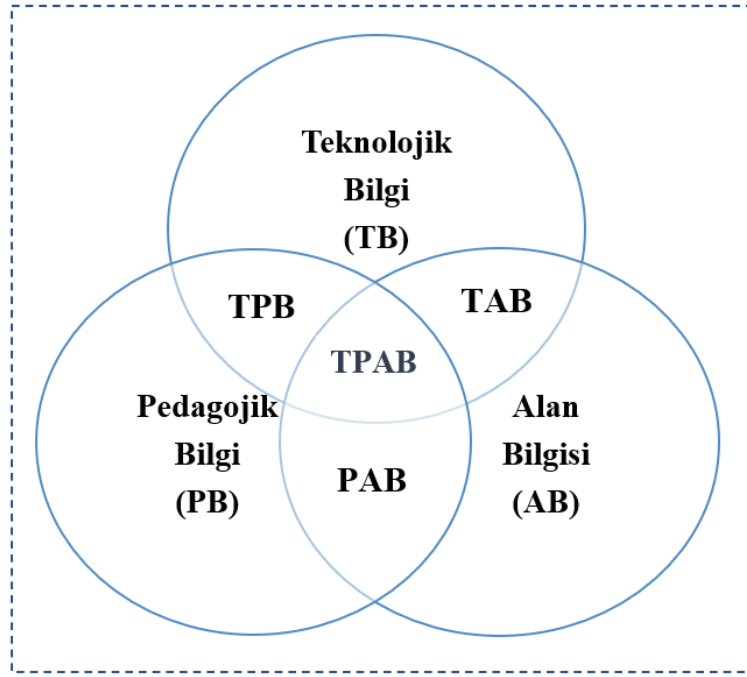 Teknolojik
Bilgi
(TB)
TPB
TAB
TPAB
Pedagojik
Bilgi
(PB)
Alan
Bilgisi
(AB)
PAB